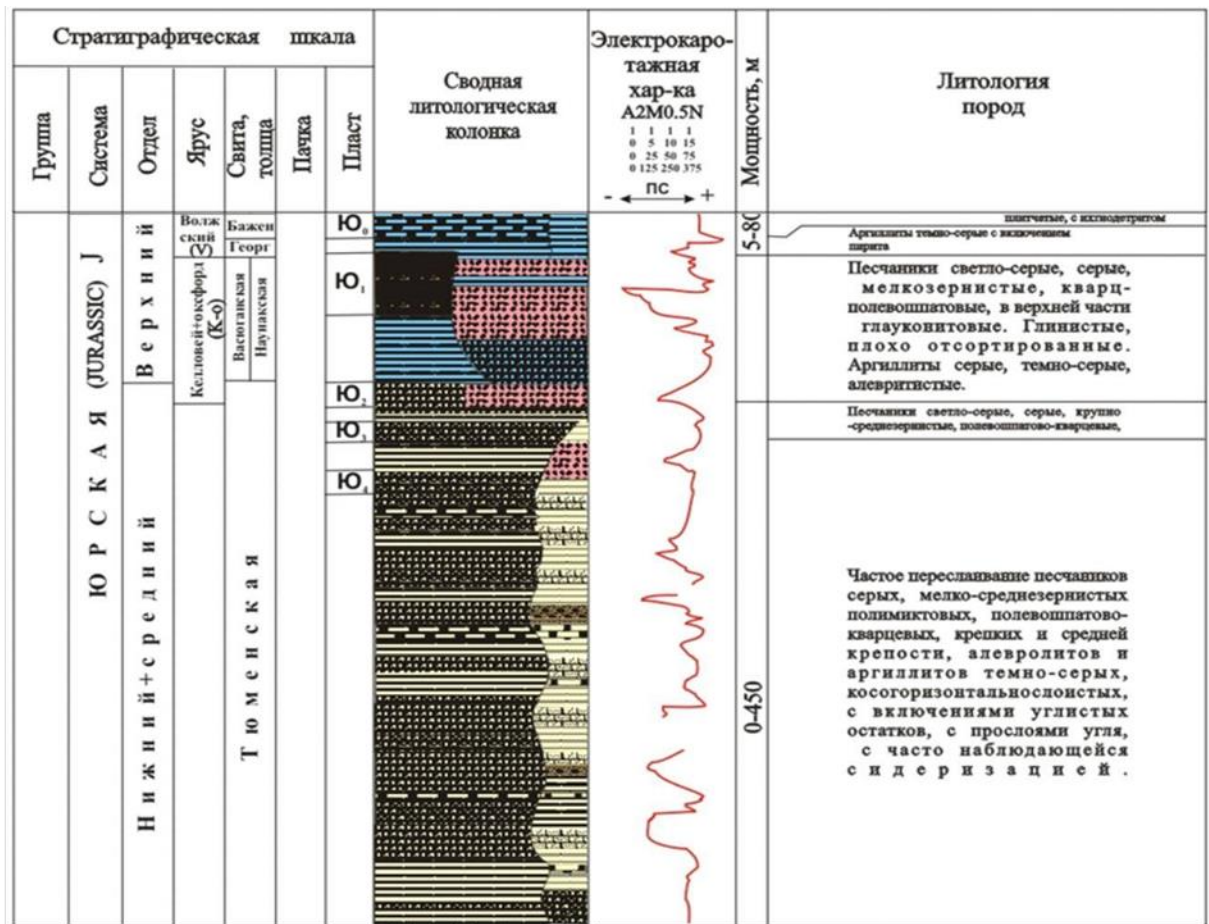 Стратиграфическая шкала
Группа
Система
Отдел
Ярус
Свита,
толща
Пачка
Пласт
Сводная
литологическая
колонка
Электрокаро-
тажная
хар-ка
A2M0.5N
1 1 1 1
0 5 10 15
0 25 50 75
0 125 250 375
ПС
- +
Мощность, м
Литология
пород
ЮРСКАЯ (JURASSIC) J
Верхний
Нижний+средний
Волж
ский
Келловей+оксфорд
(K-o)
Бажен
Георг
Васюганская
Наунакская
Тюменская
Ю₀
Ю₁
Ю₂
Ю₃
Ю₄
5-80
0-450
плитчатые, с ихтиодетритом
Аргиллиты темно-серые с включением
пирита
Песчаники светло-серые, серые,
мелкозернистые, кварц-
полевошпатовые, в верхней части
глауконитовые. Глинистые,
плохо отсортированные.
Аргиллиты серые, темно-серые,
алевритистые.
Песчаники светло-серые, серые, крупно
-среднезернистые, полевошпатово-кварцевые,
Частое переслаивание песчаников
серых, мелко-среднезернистых
полимиктовых, полевошпатово-
кварцевых, крепких и средней
крепости, алевролитов и
аргиллитов темно-серых,
косогоризонтальнослоистых,
с включениями углистых
остатков, с прослоями угля,
с часто наблюдающейся
сидеризацией.